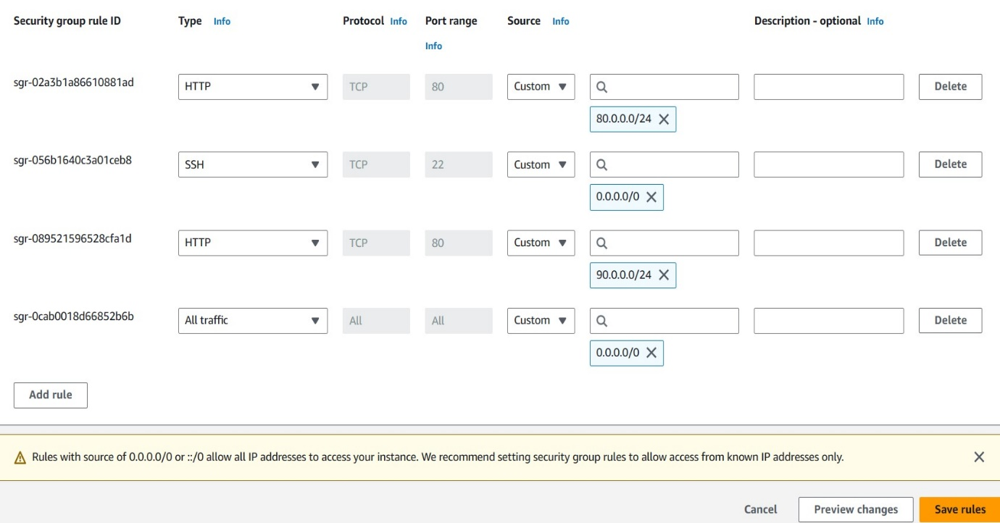 Security group rule ID Type Info Protocol Info Port range Source Info Description - optional Info
Info
sgr-02a3b1a86610881ad HTTP TCP 80 Custom Delete
80.0.0.0/24
sgr-056b1640c3a01ceb8 SSH TCP 22 Custom Delete
0.0.0.0/0
sgr-089521596528cfa1d HTTP TCP 80 Custom Delete
90.0.0.0/24
sgr-0cab0018d66852b6b All traffic All All Custom Delete
0.0.0.0/0
Add rule
Rules with source of 0.0.0.0/0 or ::/0 allow all IP addresses to access your instance. We recommend setting security group rules to allow access from known IP addresses only.
Cancel Preview changes Save rules